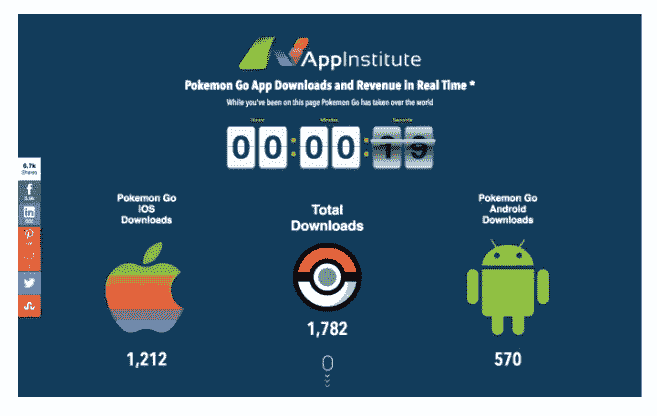 AppInstitute
Pokemon Go App Downloads and Revenue in Real Time *
While you've been on this page Pokemon Go has taken over the world
Hours Minutes Seconds
00:00:19
6.7k
Shares
Pokemon Go
iOS
Downloads
1,212
Total
Downloads
1,782
Pokemon Go
Android
Downloads
570